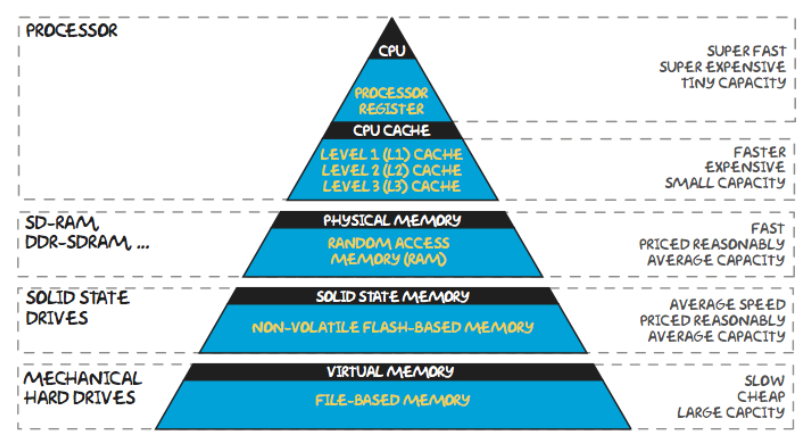 PROCESSOR
CPU
PROCESSOR
REGISTER
SUPER FAST
SUPER EXPENSIVE
TINY CAPACITY
CPU CACHE
LEVEL 1 (L1) CACHE
LEVEL 2 (L2) CACHE
LEVEL 3 (L3) CACHE
FASTER
EXPENSIVE
SMALL CAPACITY
SD-RAM,
DDR-SDRAM, ...
PHYSICAL MEMORY
RANDOM ACCESS
MEMORY (RAM)
FAST
PRICED REASONABLY
AVERAGE CAPACITY
SOLID STATE
DRIVES
SOLID STATE MEMORY
NON-VOLATILE FLASH-BASED MEMORY
AVERAGE SPEED
PRICED REASONABLY
AVERAGE CAPACITY
MECHANICAL
HARD DRIVES
VIRTUAL MEMORY
FILE-BASED MEMORY
SLOW
CHEAP
LARGE CAPCITY